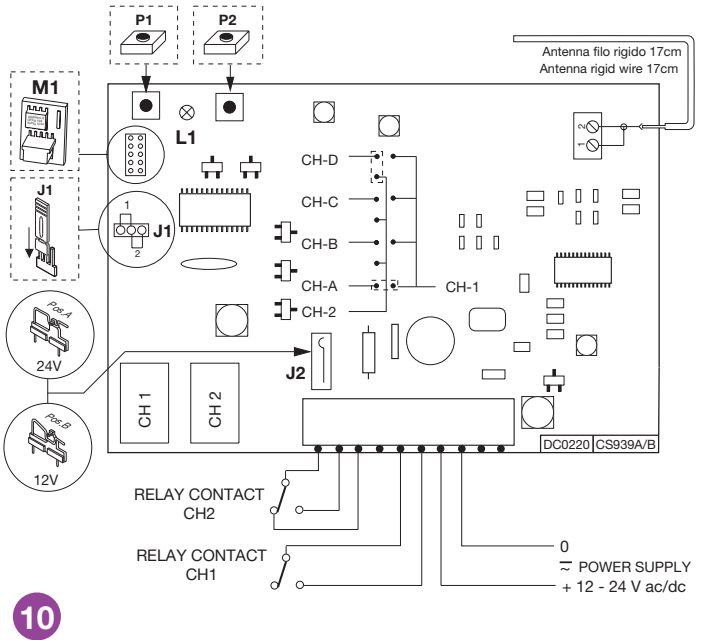 P1
P2
Antenna filo rigido 17cm
Antenna rigid wire 17cm
M1
L1
2
1
CH-D
J1
CH-C
1
J1
2
CH-B
CH-A
CH-1
CH-2
Pos.A
24V
J2
CH 1
CH 2
Pos.B
12V
DC0220
CS939A/B
RELAY CONTACT
CH2
RELAY CONTACT
CH1
0
POWER SUPPLY
+ 12 - 24 V ac/dc
10